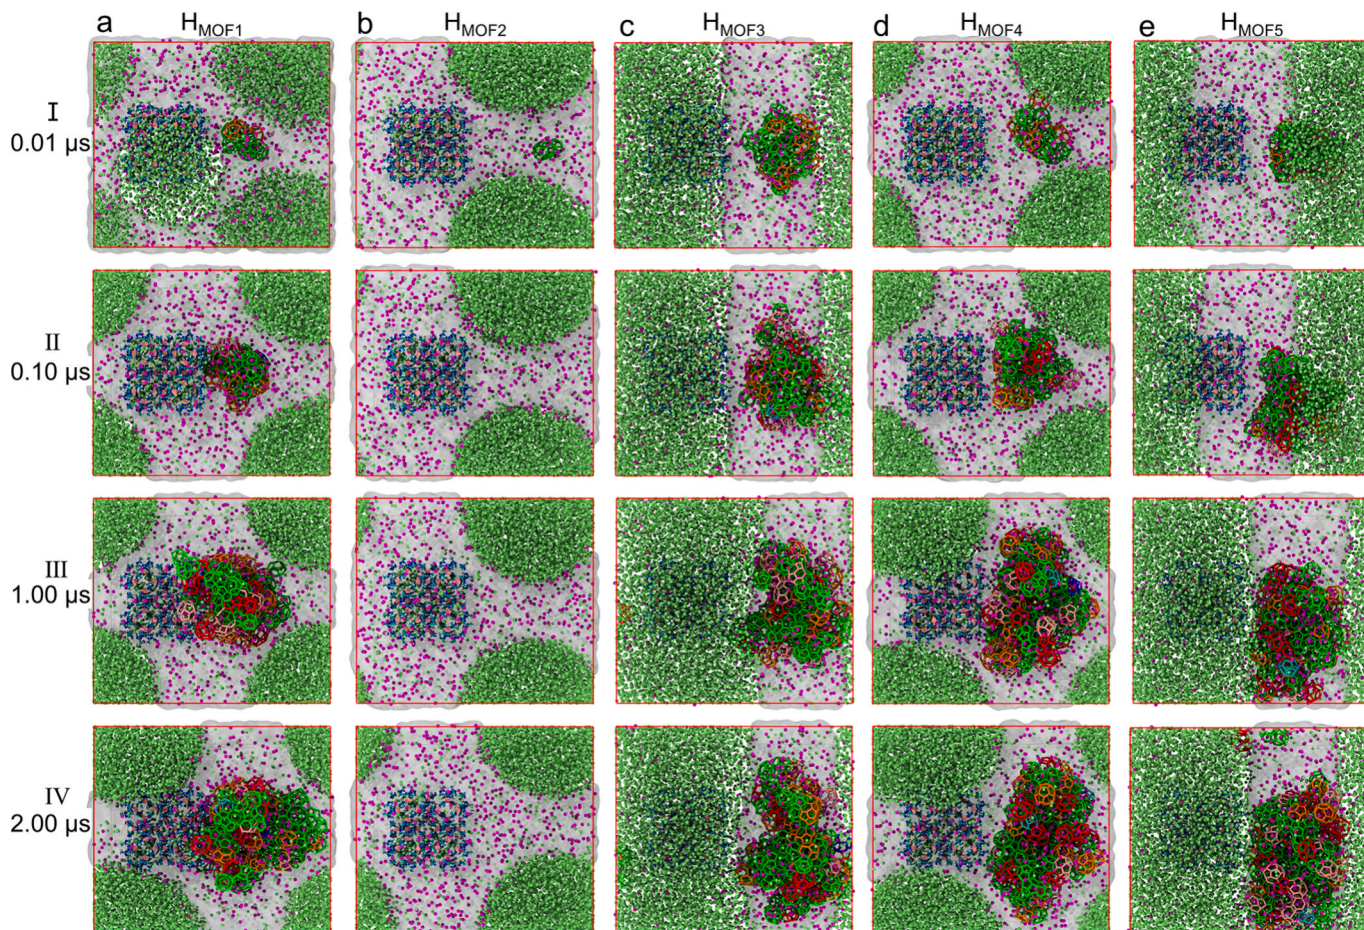 a H_MOF1 b H_MOF2 c H_MOF3 d H_MOF4 e H_MOF5
I
0.01 µs
II
0.10 µs
III
1.00 µs
IV
2.00 µs